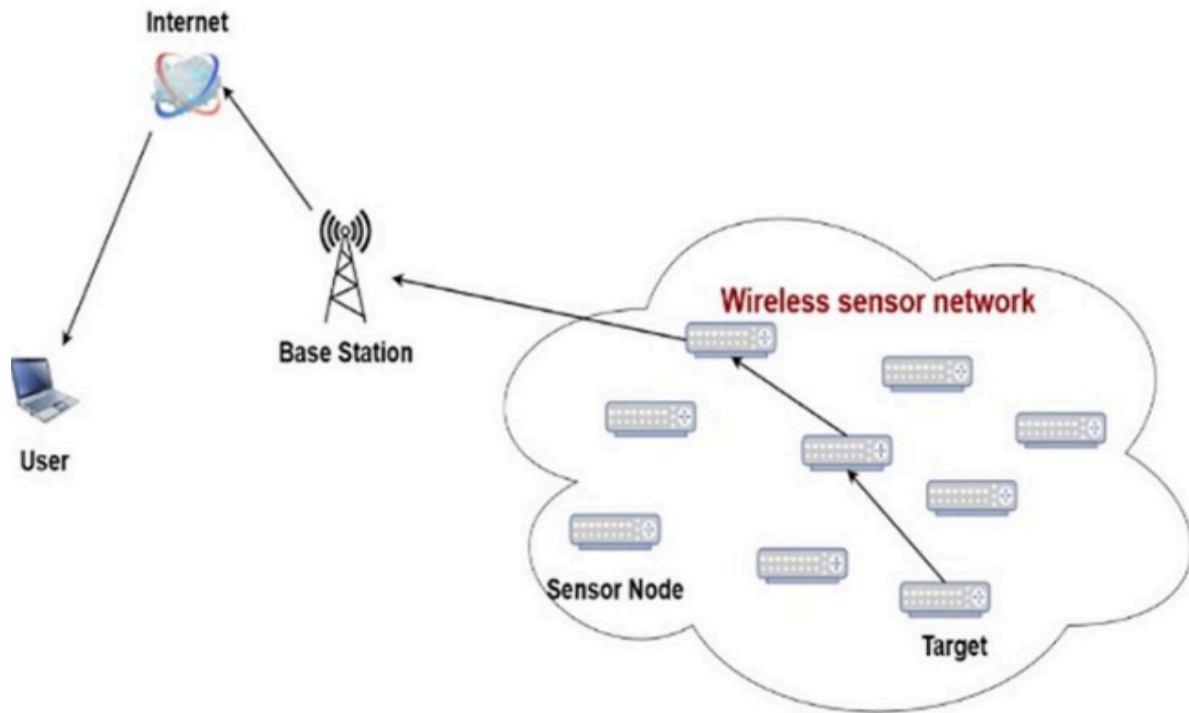 Internet
Wireless sensor network
Base Station
User
Sensor Node
Target